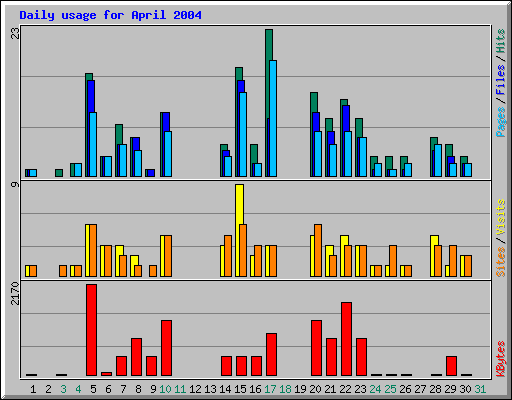 Daily usage for April 2004
23
Pages / Files / Hits
9
Sites / Visits
2170
KBytes
1 2 3 4 5 6 7 8 9 10 11 12 13 14 15 16 17 18 19 20 21 22 23 24 25 26 27 28 29 30 31